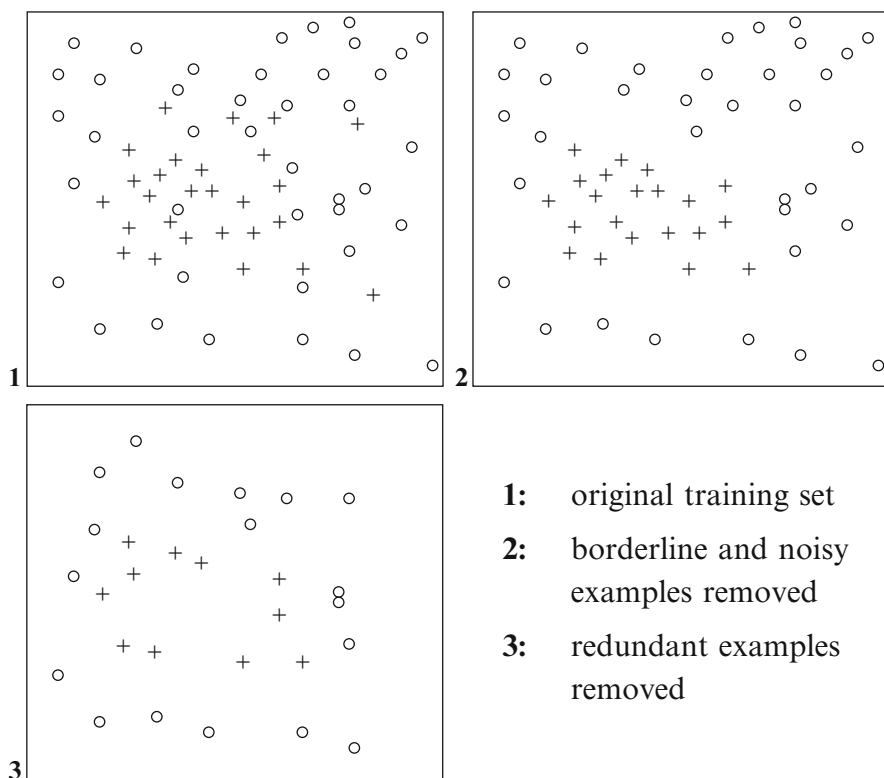 1
2
3
1: original training set
2: borderline and noisy
examples removed
3: redundant examples
removed